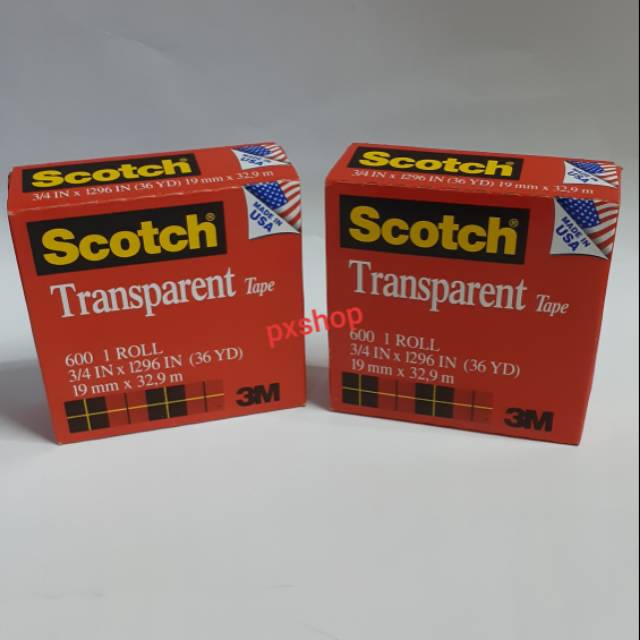 Scotch
3/4 IN x 1296 IN (36 YD) 19 mm x 32,9 m
Scotch®
MADE IN
USA
Transparent Tape
600 1 ROLL
3/4 IN x 1296 IN (36 YD)
19 mm x 32,9 m
3M
pxshop
Scotch
3/4 IN x 1296 IN (36 YD) 19 mm x 32,9 m
Scotch®
MADE IN
USA
Transparent Tape
600 1 ROLL
3/4 IN x 1296 IN (36 YD)
19 mm x 32,9 m
3M